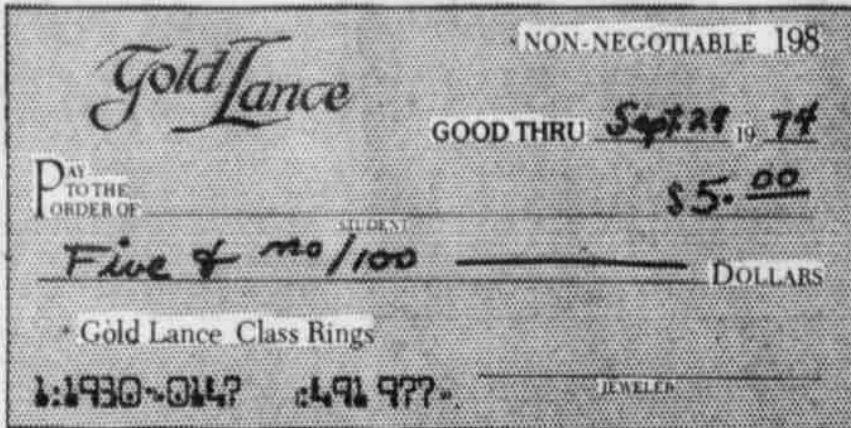 Gold Lance
NON-NEGOTIABLE 198
GOOD THRU Sept 29 19 74
PAY TO THE ORDER OF
$5.00
STUDENT
Five & no/100 DOLLARS
Gold Lance Class Rings
JEWELER